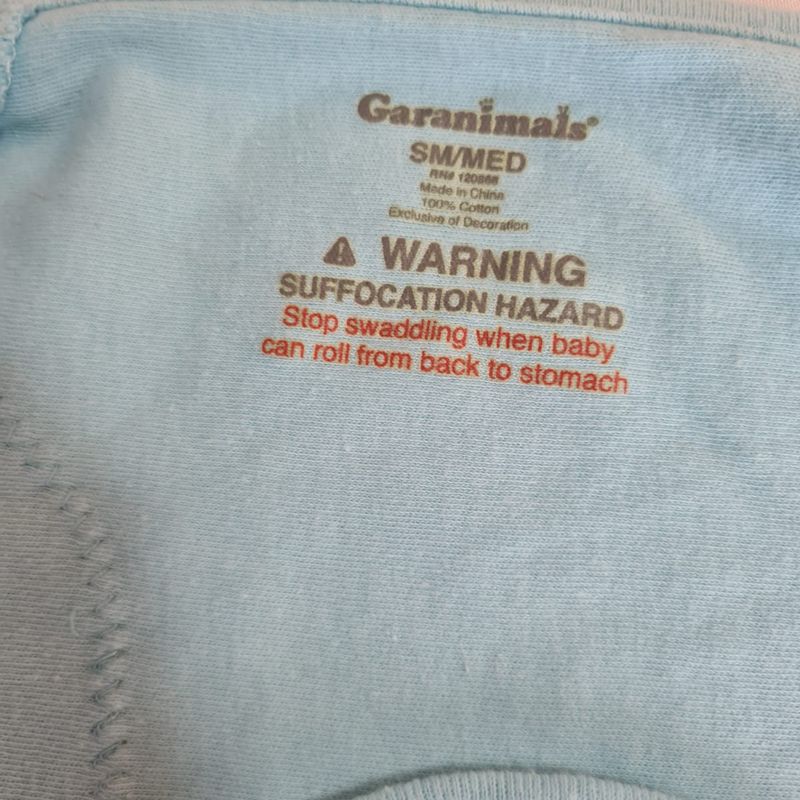 Garanimals®
SM/MED
RN# 120868
Made in China
100% Cotton
Exclusive of Decoration
WARNING
SUFFOCATION HAZARD
Stop swaddling when baby
can roll from back to stomach